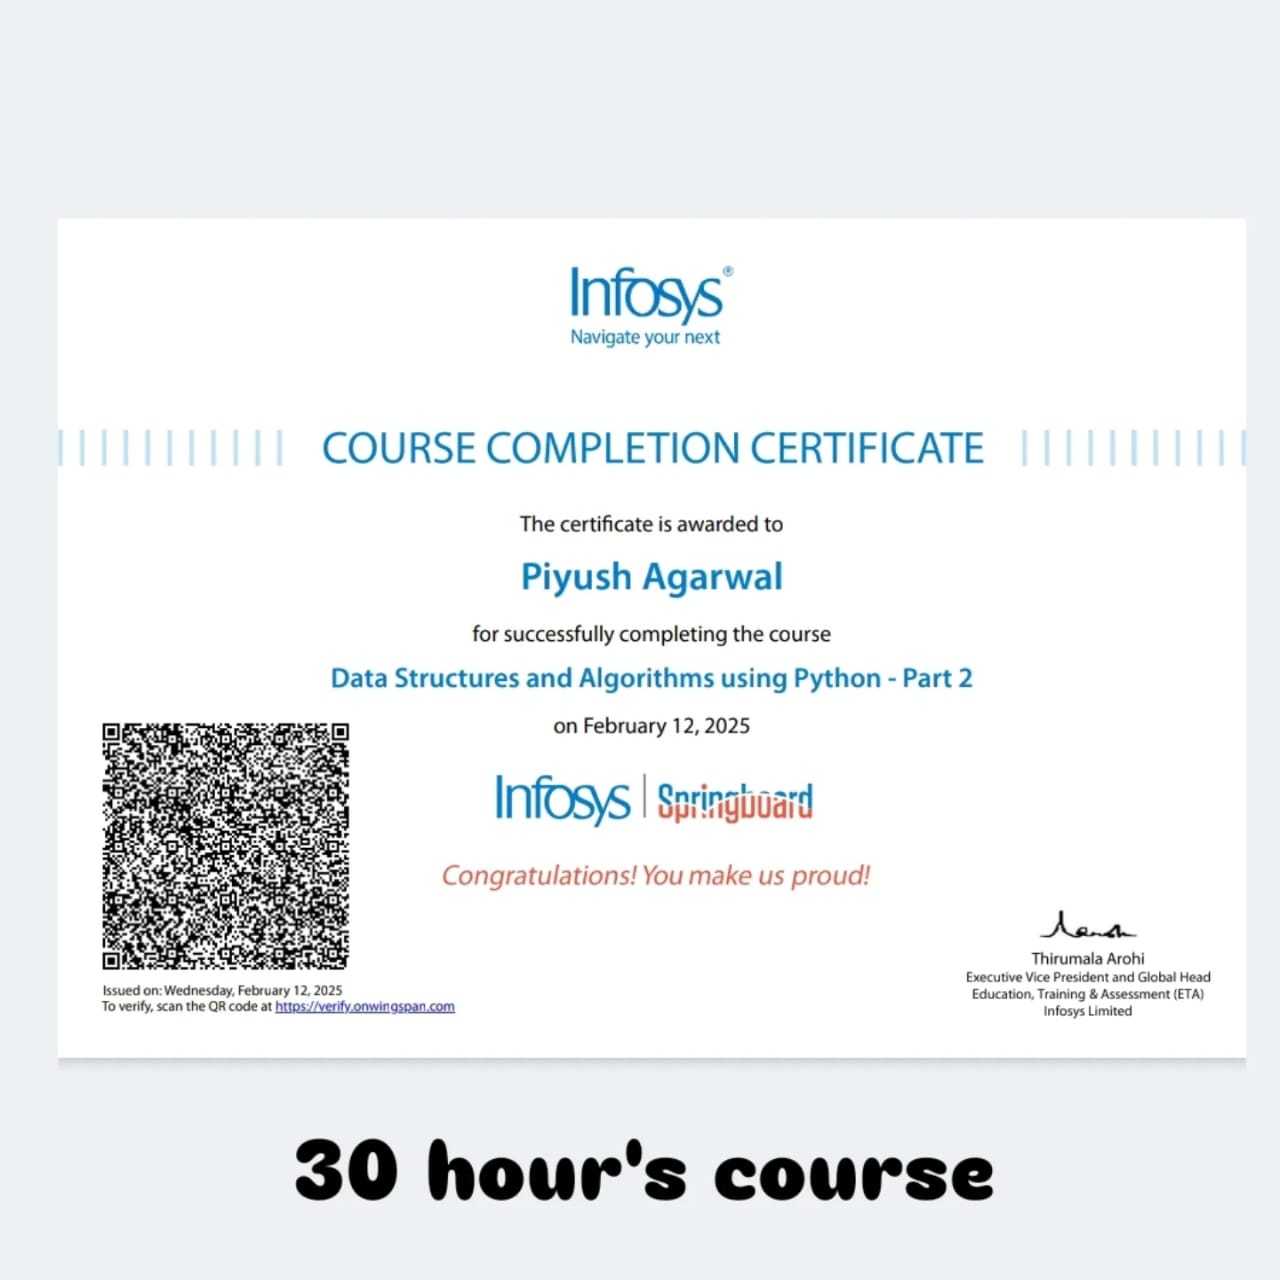 Infosys®
Navigate your next
COURSE COMPLETION CERTIFICATE
The certificate is awarded to
Piyush Agarwal
for successfully completing the course
Data Structures and Algorithms using Python - Part 2
on February 12, 2025
Infosys | Springboard
Congratulations! You make us proud!
Issued on: Wednesday, February 12, 2025
To verify, scan the QR code at https://verify.onwingspan.com
Thirumala Arohi
Executive Vice President and Global Head
Education, Training & Assessment (ETA)
Infosys Limited
30 hour's course